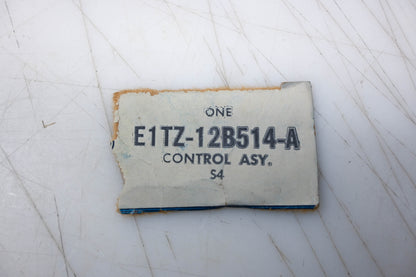 ONE
E1TZ-12B514-A
CONTROL ASY.
S4